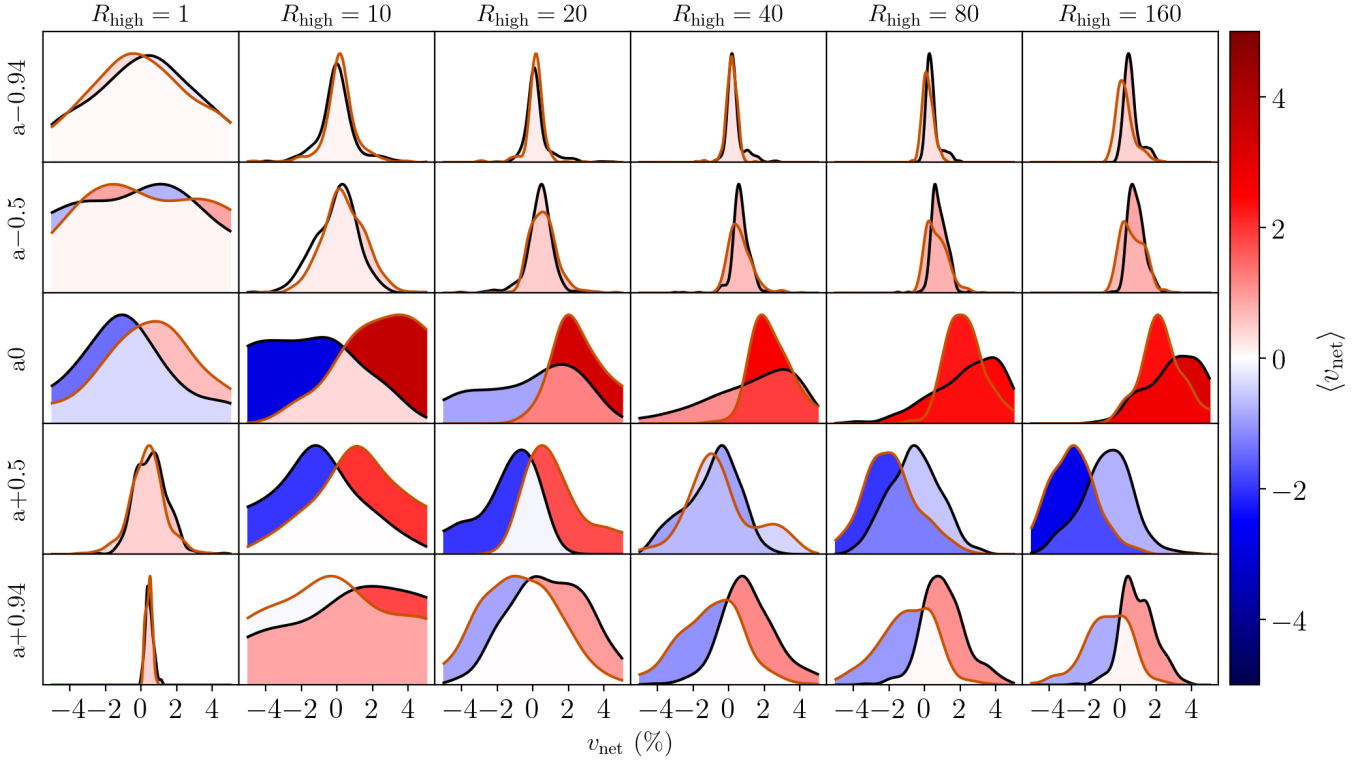 R_high = 1 R_high = 10 R_high = 20 R_high = 40 R_high = 80 R_high = 160
a−0.94
a−0.5
a0
a+0.5
a+0.94
−4 −2 0 2 4 −4 −2 0 2 4 −4 −2 0 2 4 −4 −2 0 2 4 −4 −2 0 2 4 −4 −2 0 2 4
v_net (%)
4
2
0
−2
−4
⟨v_net⟩